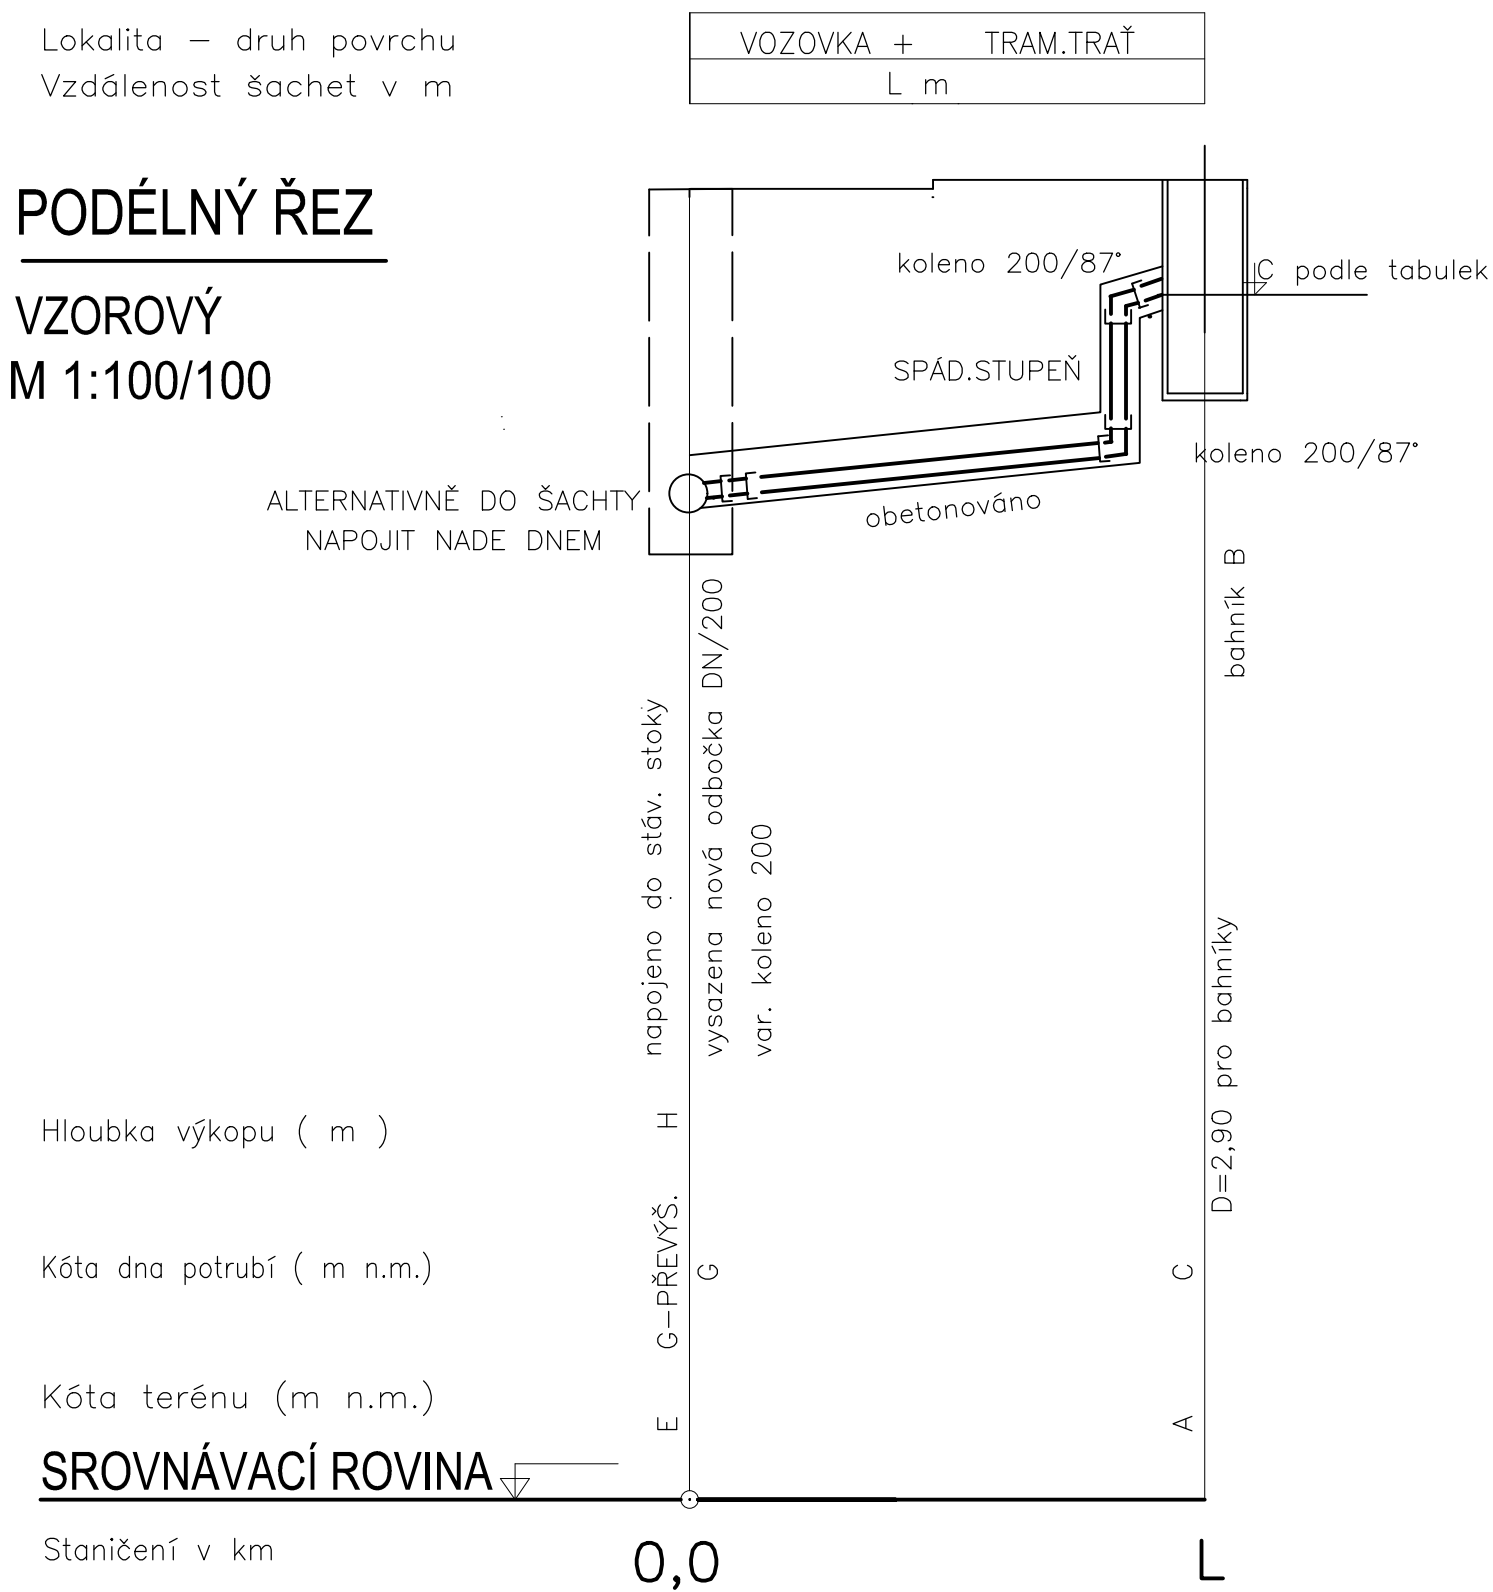 Lokalita – druh povrchu
VOZOVKA + TRAM.TRAŤ
Vzdálenost šachet v m
L m
PODÉLNÝ ŘEZ
VZOROVÝ
M 1:100/100
koleno 200/87°
C podle tabulek
SPÁD.STUPEŇ
koleno 200/87°
ALTERNATIVNĚ DO ŠACHTY
NAPOJIT NADE DNEM
obetonováno
napojeno do stáv. stoky
vysazena nová odbočka DN/200
var. koleno 200
bahník B
D=2,90 pro bahníky
Hloubka výkopu ( m )
H
Kóta dna potrubí ( m n.m.)
G–PŘEVÝŠ.
G
C
Kóta terénu (m n.m.)
E
A
SROVNÁVACÍ ROVINA
Staničení v km
0,0
L